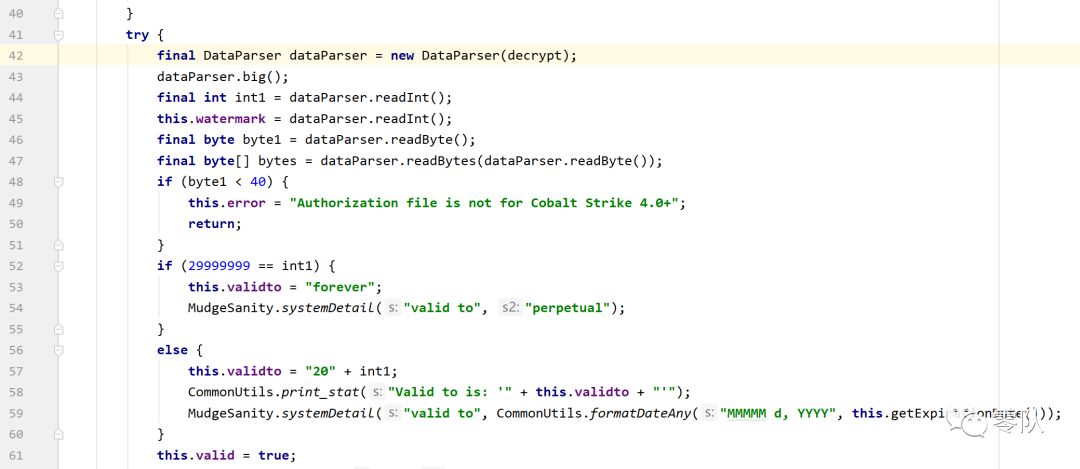 40 }
41 try {
42 final DataParser dataParser = new DataParser(decrypt);
43 dataParser.big();
44 final int int1 = dataParser.readInt();
45 this.watermark = dataParser.readInt();
46 final byte byte1 = dataParser.readByte();
47 final byte[] bytes = dataParser.readBytes(dataParser.readByte());
48 if (byte1 < 40) {
49 this.error = "Authorization file is not for Cobalt Strike 4.0+";
50 return;
51 }
52 if (29999999 == int1) {
53 this.validto = "forever";
54 MudgeSanity.systemDetail( s: "valid to", s2: "perpetual");
55 }
56 else {
57 this.validto = "20" + int1;
58 CommonUtils.print_stat( s: "Valid to is: '" + this.validto + "'");
59 MudgeSanity.systemDetail( s: "valid to", CommonUtils.formatDateAny( s: "MMMMM d, YYYY", this.
60 }
61 this.valid = true;
零队